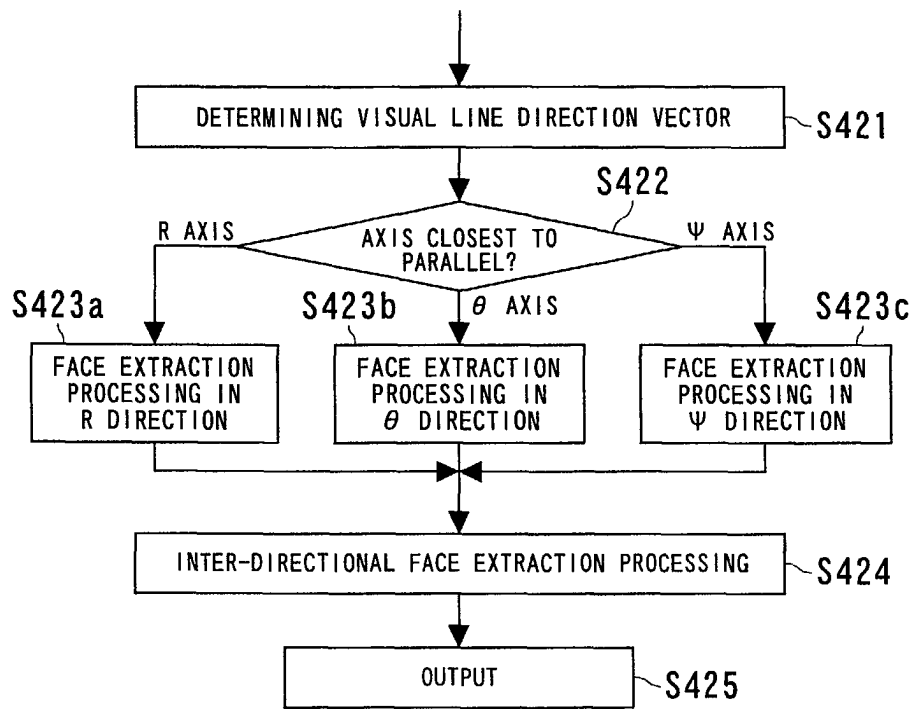 DETERMINING VISUAL LINE DIRECTION VECTOR
S421
S422
R AXIS
AXIS CLOSEST TO
PARALLEL?
Ψ AXIS
θ AXIS
S423a
S423b
S423c
FACE EXTRACTION
PROCESSING IN
R DIRECTION
FACE EXTRACTION
PROCESSING IN
θ DIRECTION
FACE EXTRACTION
PROCESSING IN
Ψ DIRECTION
INTER-DIRECTIONAL FACE EXTRACTION PROCESSING
S424
OUTPUT
S425